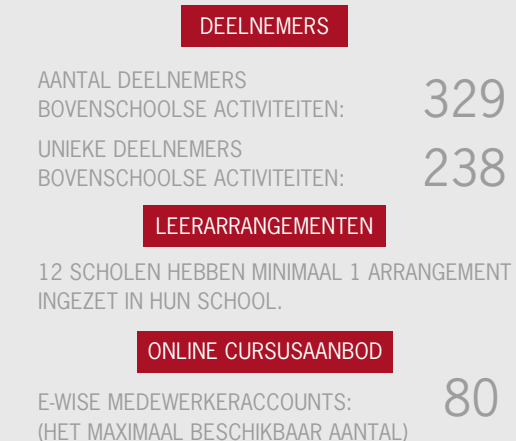 DEELNEMERS
AANTAL DEELNEMERS
BOVENSCHOOLSE ACTIVITEITEN: 329
UNIEKE DEELNEMERS
BOVENSCHOOLSE ACTIVITEITEN: 238
LEERARRANGEMENTEN
12 SCHOLEN HEBBEN MINIMAAL 1 ARRANGEMENT
INGEZET IN HUN SCHOOL.
ONLINE CURSUSAANBOD
E-WISE MEDEWERKERACCOUNTS: 80
(HET MAXIMAAL BESCHIKBAAR AANTAL)